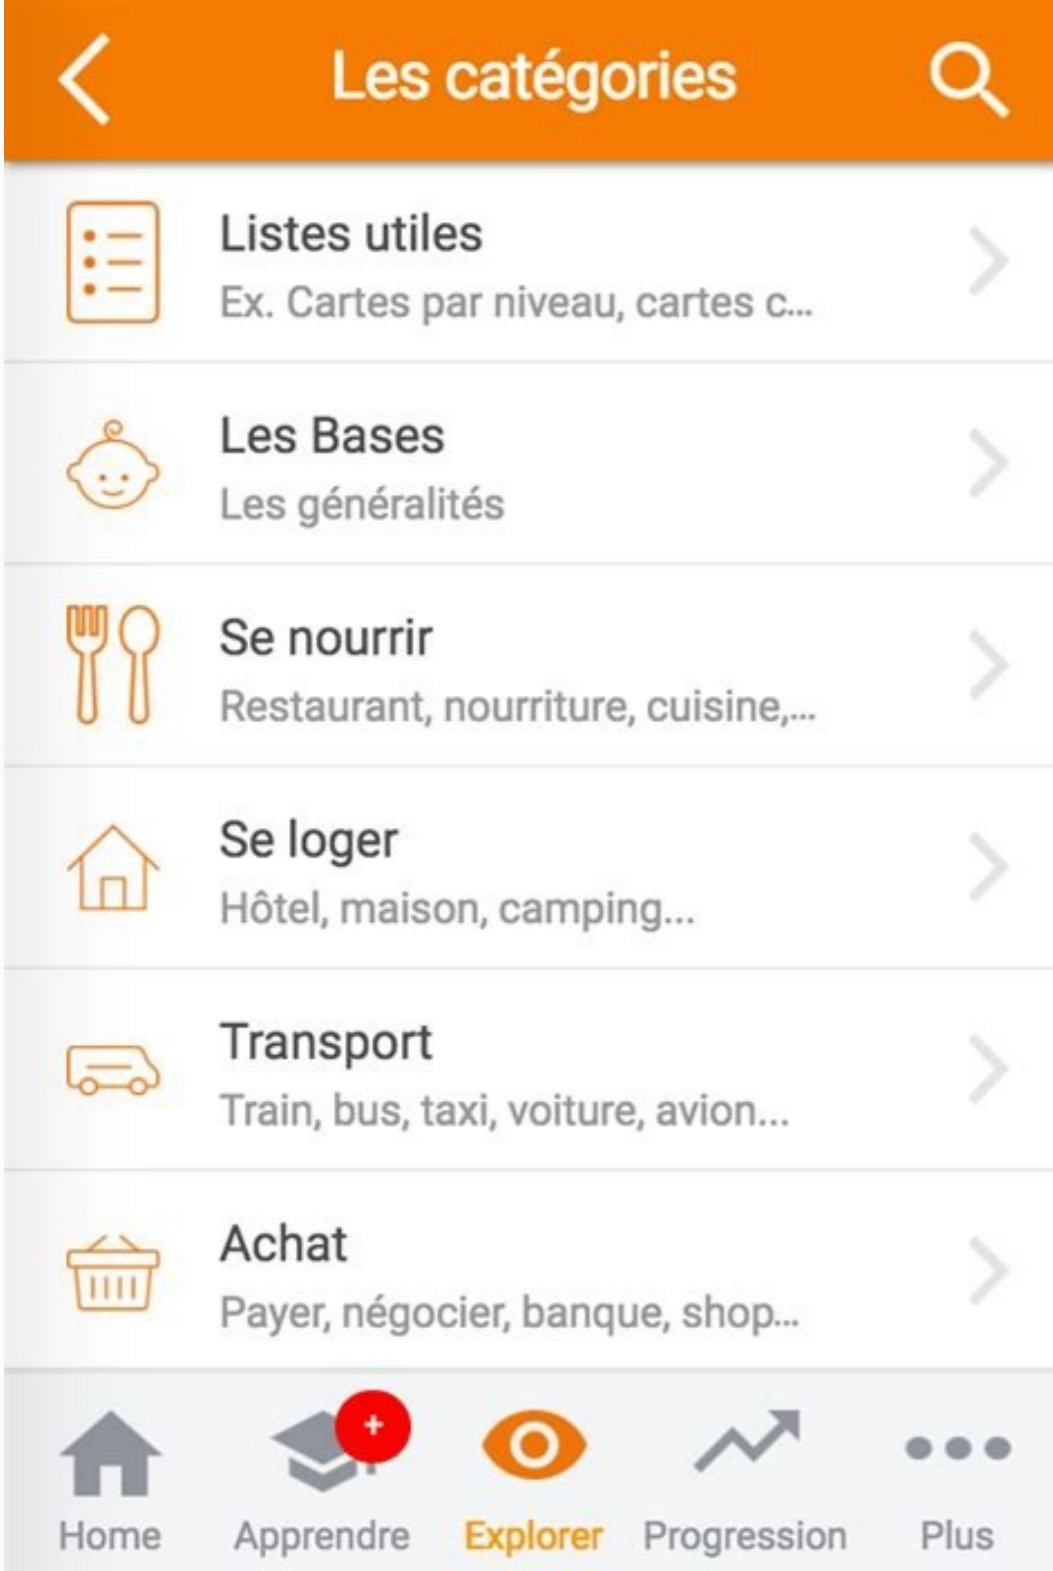 Les catégories
Listes utiles
Ex. Cartes par niveau, cartes c...
Les Bases
Les généralités
Se nourrir
Restaurant, nourriture, cuisine,...
Se loger
Hôtel, maison, camping...
Transport
Train, bus, taxi, voiture, avion...
Achat
Payer, négocier, banque, shop...
+
Home Apprendre Explorer Progression Plus